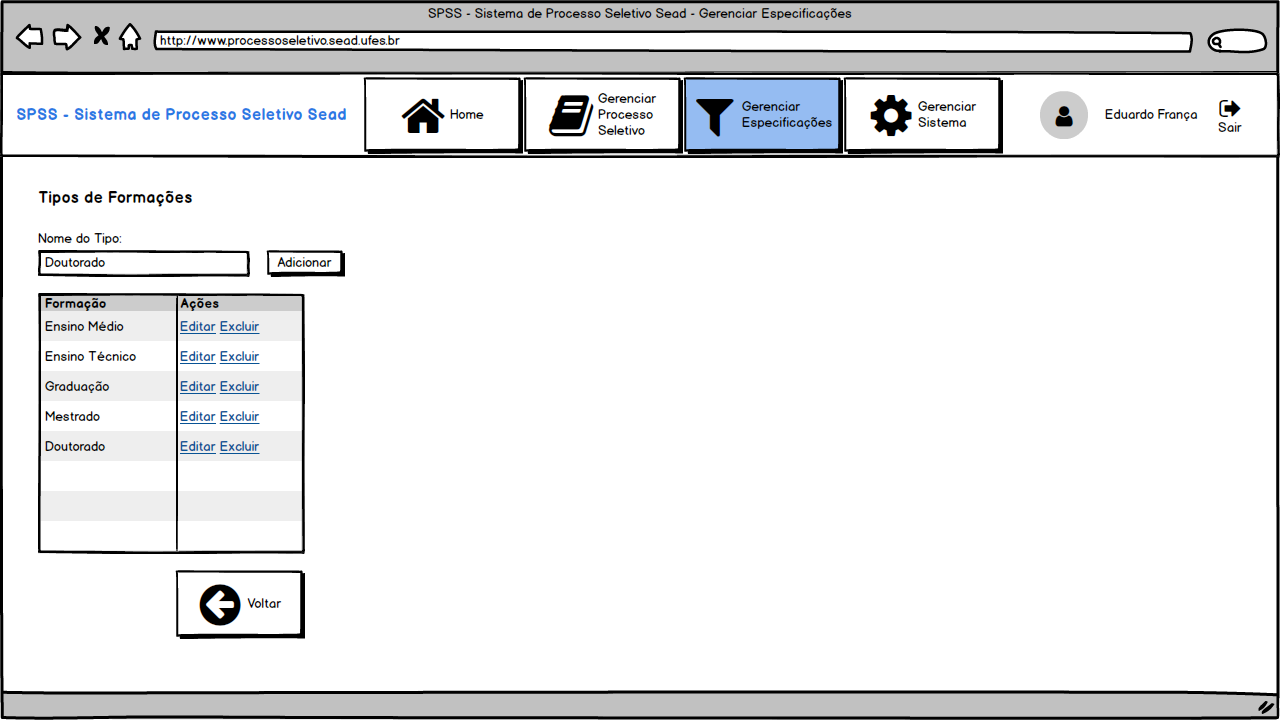 SPSS - Sistema de Processo Seletivo Sead - Gerenciar Especificações
http://www.processoseletivo.sead.ufes.br
SPSS - Sistema de Processo Seletivo Sead
Home
Gerenciar
Processo
Seletivo
Gerenciar
Especificações
Gerenciar
Sistema
Eduardo França
Sair
Tipos de Formações
Nome do Tipo:
Doutorado
Adicionar
Formação Ações
Ensino Médio Editar Excluir
Ensino Técnico Editar Excluir
Graduação Editar Excluir
Mestrado Editar Excluir
Doutorado Editar Excluir
Voltar